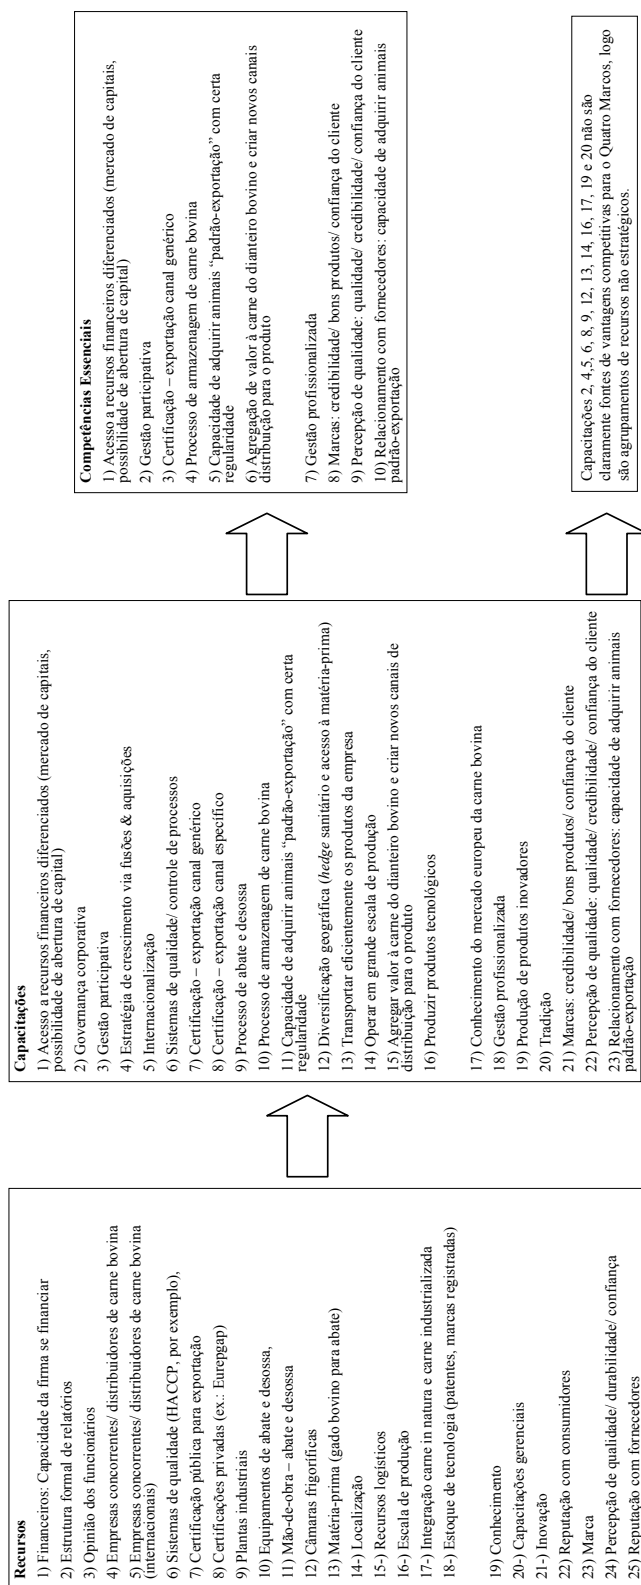 Recursos
1) Financeiros: Capacidade da firma se financiar
2) Estrutura formal de relatórios
3) Opinião dos funcionários
4) Empresas concorrentes/ distribuidores de carne bovina
5) Empresas concorrentes/ distribuidores de carne bovina
(internacionais)
6) Sistemas de qualidade (HACCP, por exemplo),
7) Certificação pública para exportação
8) Certificações privadas (ex.: Eurepgap)
9) Plantas industriais
10) Equipamentos de abate e desossa,
11) Mão-de-obra – abate e desossa
12) Câmaras frigoríficas
13) Matéria-prima (gado bovino para abate)
14-) Localização
15-) Recursos logísticos
16-) Escala de produção
17-) Integração carne in natura e carne industrializada
18-) Estoque de tecnologia (patentes, marcas registradas)
19) Conhecimento
20-) Capacitações gerenciais
21-) Inovação
22) Reputação com consumidores
23) Marca
24) Percepção de qualidade/ durabilidade/ confiança
25) Reputação com fornecedores
Capacitações
1) Acesso a recursos financeiros diferenciados (mercado de capitais,
possibilidade de abertura de capital)
2) Governança corporativa
3) Gestão participativa
4) Estratégia de crescimento via fusões & aquisições
5) Internacionalização
6) Sistemas de qualidade/ controle de processos
7) Certificação – exportação canal genérico
8) Certificação – exportação canal específico
9) Processo de abate e desossa
10) Processo de armazenagem de carne bovina
11) Capacidade de adquirir animais “padrão-exportação” com certa
regularidade
12) Diversificação geográfica (hedge sanitário e acesso à matéria-prima)
13) Transportar eficientemente os produtos da empresa
14) Operar em grande escala de produção
15) Agregar valor à carne do dianteiro bovino e criar novos canais de
distribuição para o produto
16) Produzir produtos tecnológicos
17) Conhecimento do mercado europeu da carne bovina
18) Gestão profissionalizada
19) Produção de produtos inovadores
20) Tradição
21) Marcas: credibilidade/ bons produtos/ confiança do cliente
22) Percepção de qualidade: qualidade/ credibilidade/ confiança do cliente
23) Relacionamento com fornecedores: capacidade de adquirir animais
padrão-exportação
Competências Essenciais
1) Acesso a recursos financeiros diferenciados (mercado de capitais,
possibilidade de abertura de capital)
2) Gestão participativa
3) Certificação – exportação canal genérico
4) Processo de armazenagem de carne bovina
5) Capacidade de adquirir animais “padrão-exportação” com certa
regularidade
6) Agregação de valor à carne do dianteiro bovino e criar novos canais
distribuição para o produto
7) Gestão profissionalizada
8) Marcas: credibilidade/ bons produtos/ confiança do cliente
9) Percepção de qualidade: qualidade/ credibilidade/ confiança do cliente
10) Relacionamento com fornecedores: capacidade de adquirir animais
padrão-exportação
Capacitações 2, 4,5, 6, 8, 9, 12, 13, 14, 16, 17, 19 e 20 não são
claramente fontes de vantagens competitivas para o Quatro Marcos, logo
são agrupamentos de recursos não estratégicos.